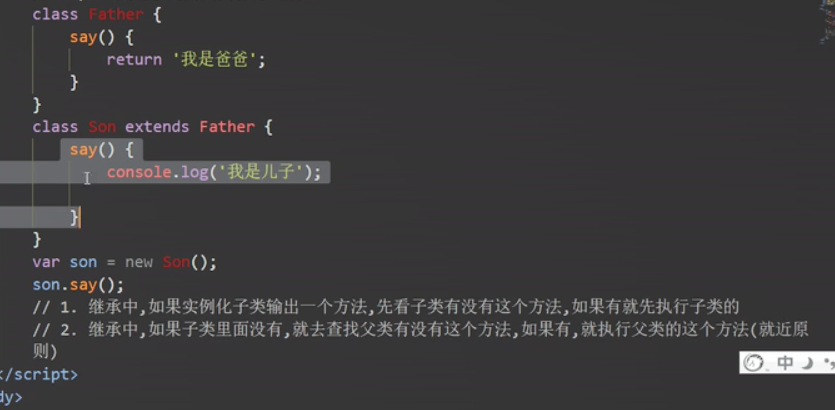 class Father {
say() {
return '我是爸爸';
}
}
class Son extends Father {
say() {
console.log('我是儿子');
}
}
var son = new Son();
son.say();
// 1. 继承中,如果实例化子类输出一个方法,先看子类有没有这个方法,如果有就先执行子类的
// 2. 继承中,如果子类里面没有,就去查找父类有没有这个方法,如果有,就执行父类的这个方法(就近原
则)
</script>
dy>
中